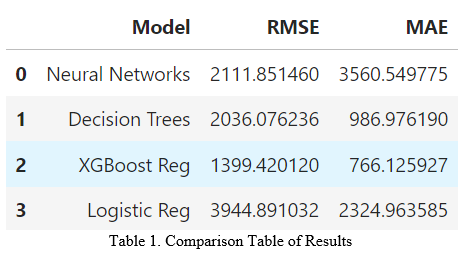 Model RMSE MAE
0 Neural Networks 2111.851460 3560.549775
1 Decision Trees 2036.076236 986.976190
2 XGBoost Reg 1399.420120 766.125927
3 Logistic Reg 3944.891032 2324.963585
Table 1. Comparison Table of Results